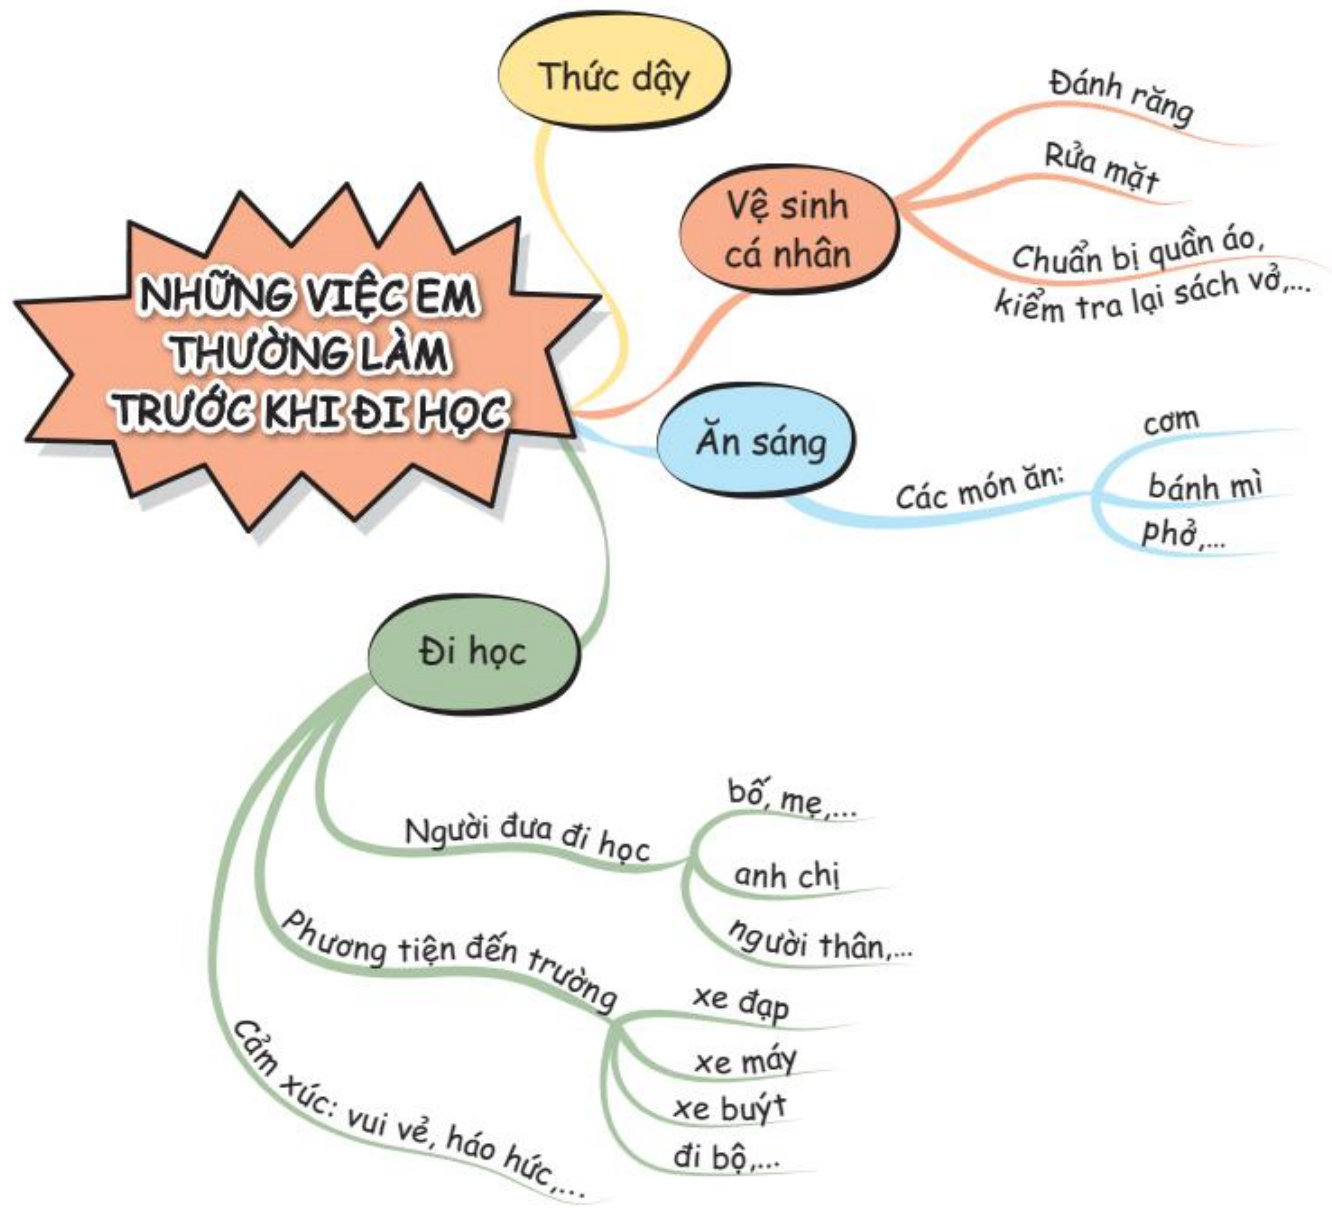 NHỮNG VIỆC EM
THƯỜNG LÀM
TRƯỚC KHI ĐI HỌC
Thức dậy
Vệ sinh
cá nhân
Đánh răng
Rửa mặt
Chuẩn bị quần áo,
kiểm tra lại sách vở,...
Ăn sáng
Các món ăn:
cơm
bánh mì
phở,...
Đi học
Người đưa đi học
bố, mẹ,...
anh chị
người thân,...
Phương tiện đến trường
xe đạp
xe máy
xe buýt
đi bộ,...
Cảm xúc: vui vẻ, háo hức,...